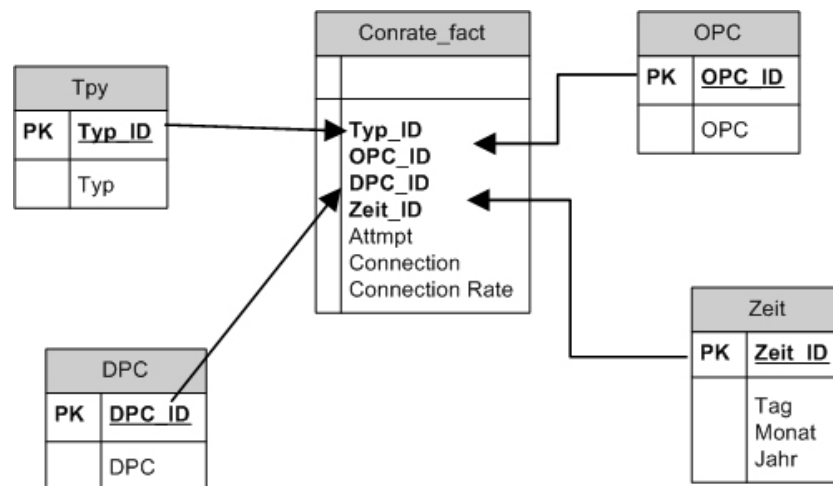 Conrate_fact
Typ_ID
OPC_ID
DPC_ID
Zeit_ID
Attmpt
Connection
Connection Rate
Tpy
PK Typ_ID
Typ
OPC
PK OPC_ID
OPC
DPC
PK DPC_ID
DPC
Zeit
PK Zeit_ID
Tag
Monat
Jahr